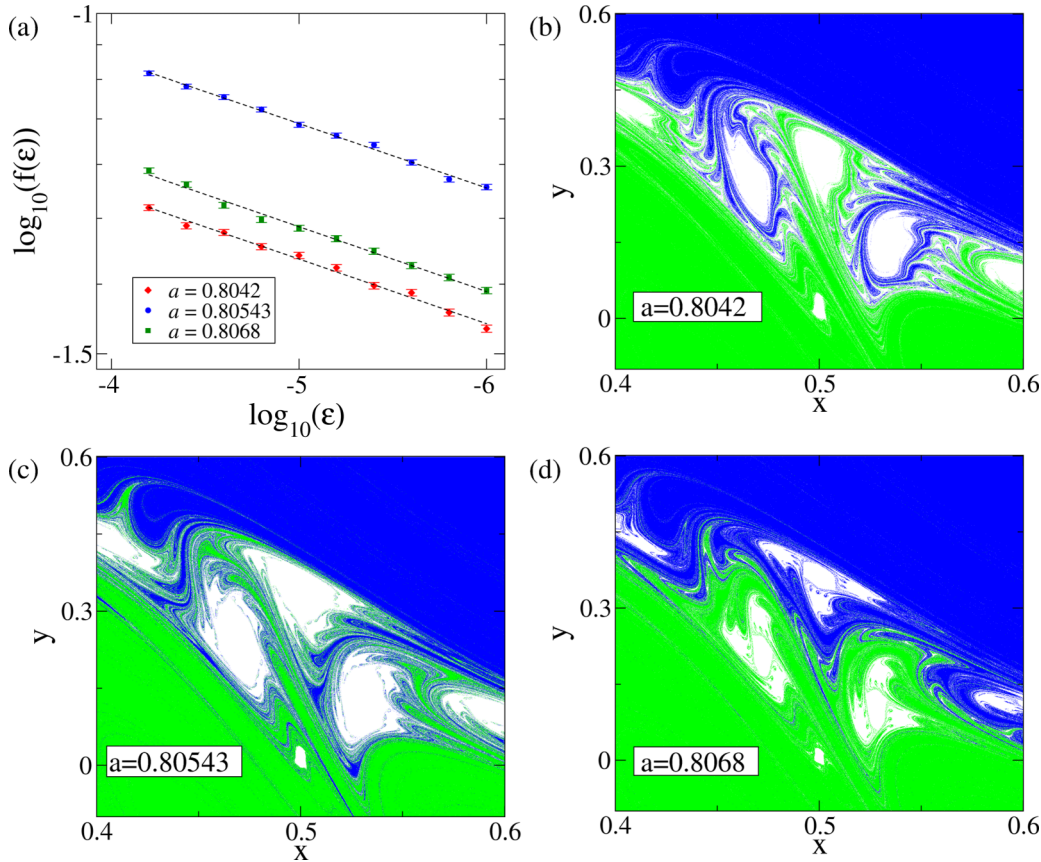 (a)
-1
log₁₀(f(ε))
a = 0.8042
a = 0.80543
a = 0.8068
-1.5
-4
-5
-6
log₁₀(ε)
(b)
0.6
y
0.3
0
a=0.8042
0.4
0.5
0.6
x
(c)
0.6
y
0.3
0
a=0.80543
0.4
0.5
0.6
x
(d)
0.6
y
0.3
0
a=0.8068
0.4
0.5
0.6
x